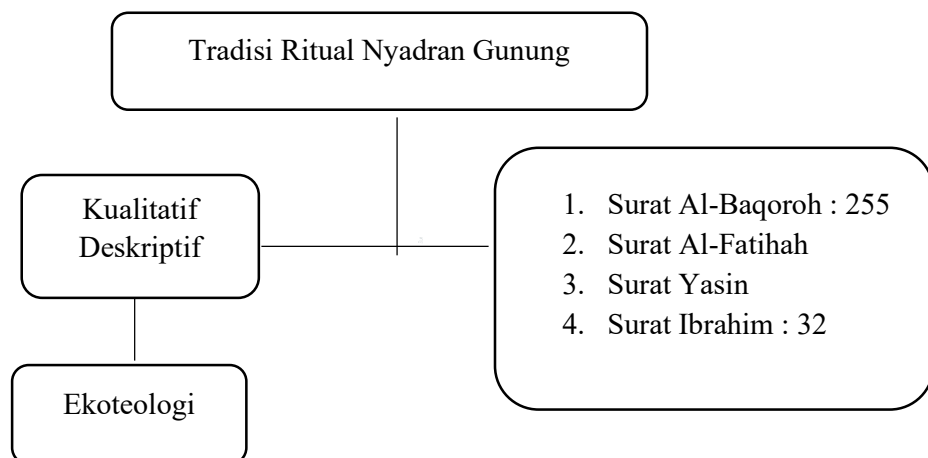 Tradisi Ritual Nyadran Gunung
Kualitatif
Deskriptif
1. Surat Al-Baqoroh : 255
2. Surat Al-Fatihah
3. Surat Yasin
4. Surat Ibrahim : 32
Ekoteologi